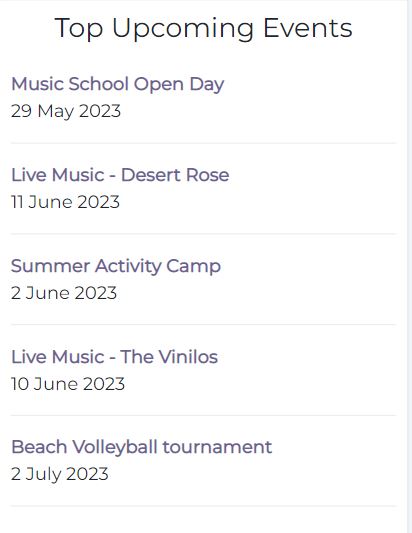 Top Upcoming Events
Music School Open Day
29 May 2023
Live Music - Desert Rose
11 June 2023
Summer Activity Camp
2 June 2023
Live Music - The Vinilos
10 June 2023
Beach Volleyball tournament
2 July 2023